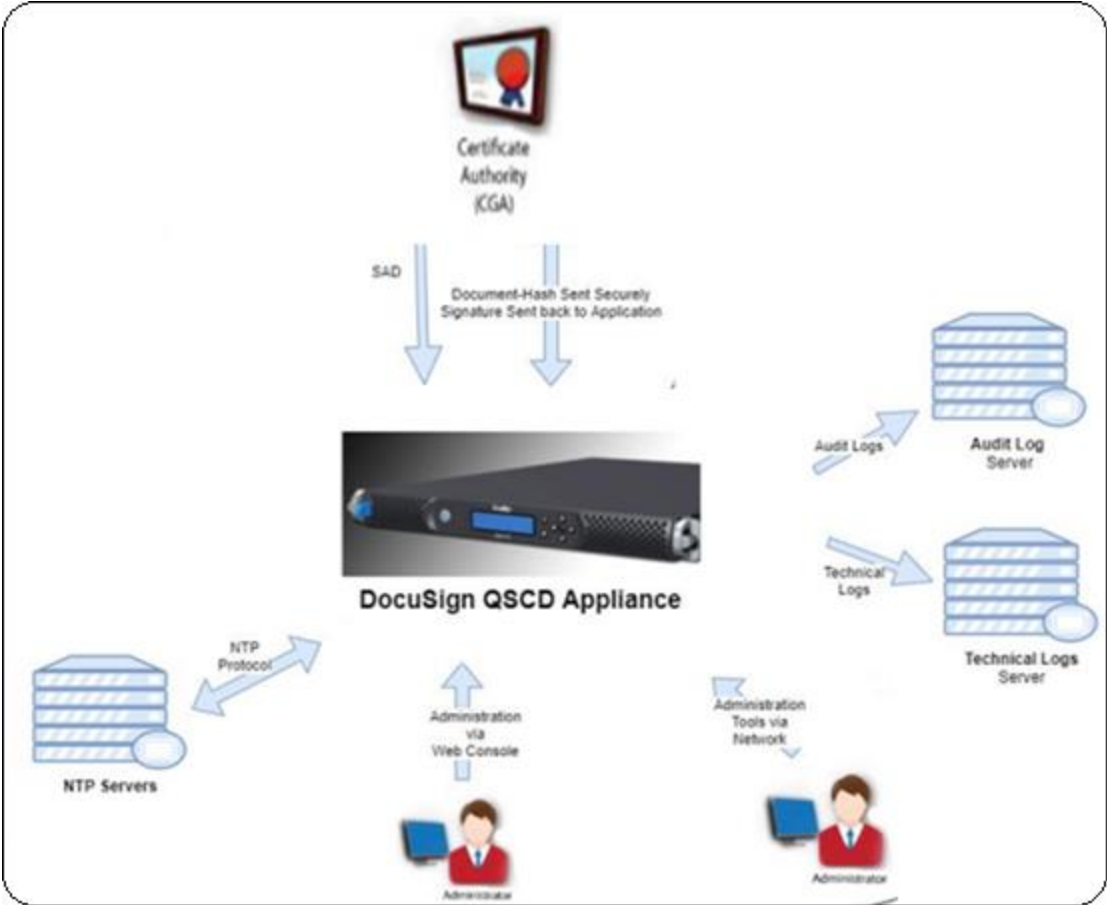 Certificate
Authority
(CGA)
SAD
Document-Hash Sent Securely
Signature Sent back to Application
Audit Logs
Audit Log
Server
Technical
Logs
Technical Logs
Server
DocuSign QSCD Appliance
NTP
Protocol
NTP Servers
Administration
via
Web Console
Administrator
Administration
Tools via
Network
Administrator